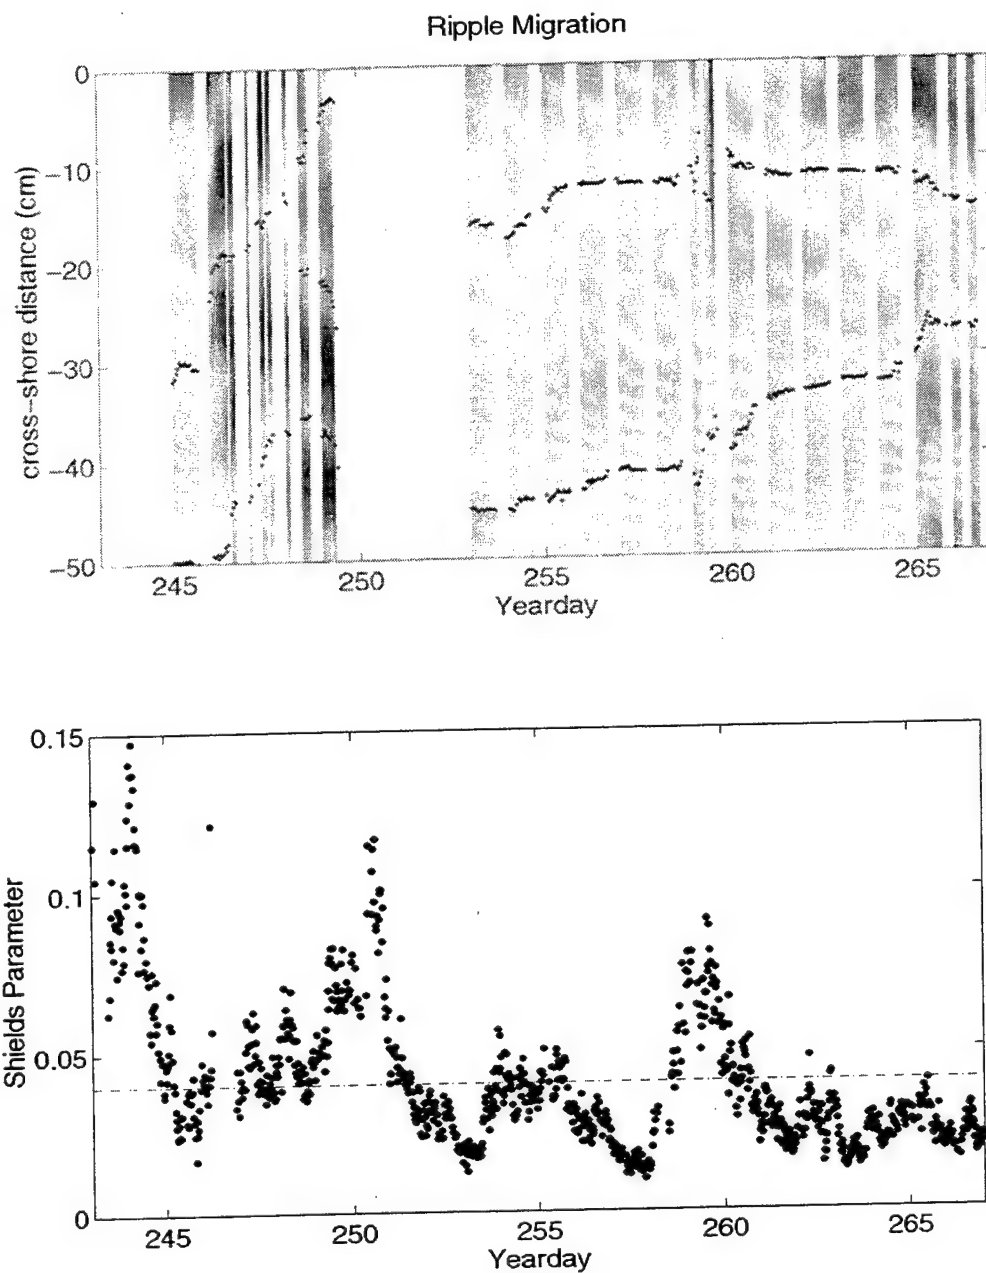 Ripple Migration
0
−10
−20
−30
−40
−50
cross−shore distance (cm)
245 250 255 260 265
Yearday
0.15
0.1
0.05
0
Shields Parameter
245 250 255 260 265
Yearday